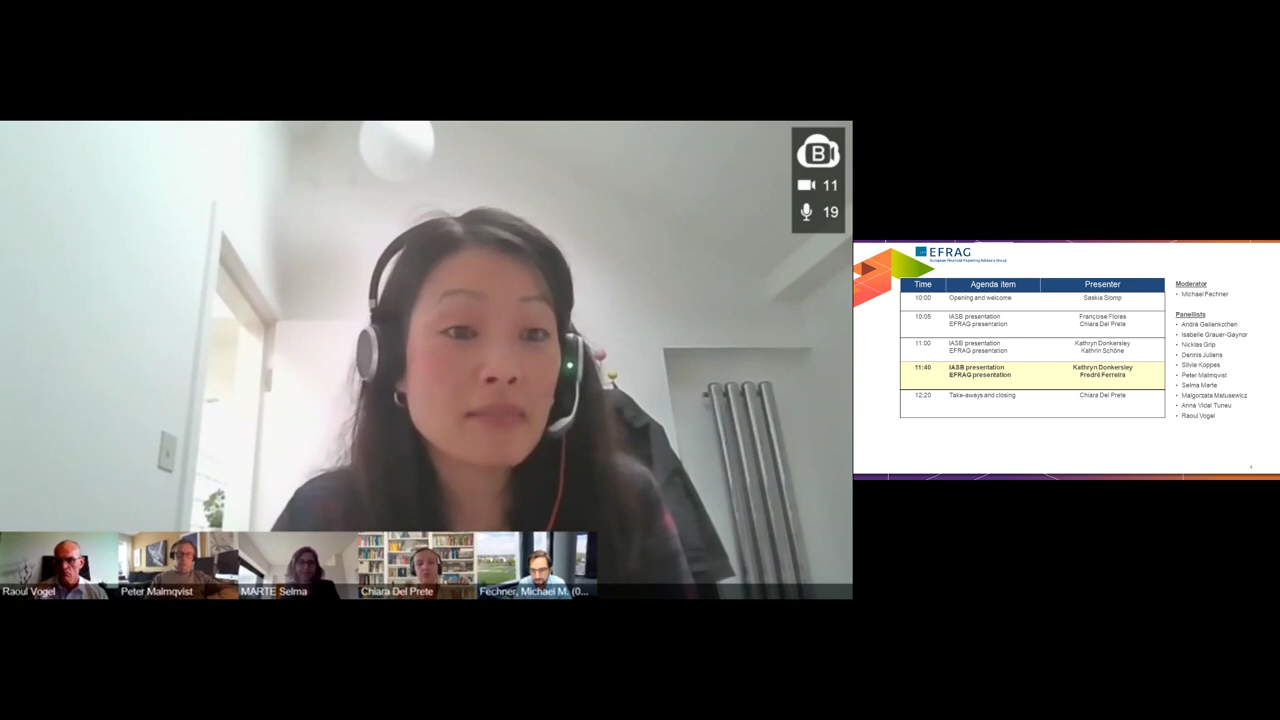 B
11
19
Raoul Vogel
Peter Malmqvist
MARTE Selma
Chiara Del Prete
Fechner, Michael M. (0...
EFRAG
European Financial Reporting Advisory Group
Time Agenda item Presenter
10:00 Opening and welcome Saskia Slomp
10:05 IASB presentation Françoise Flores
EFRAG presentation Chiara Del Prete
11:00 IASB presentation Kathryn Donkersley
EFRAG presentation Kathrin Schöne
11:40 IASB presentation Kathryn Donkersley
EFRAG presentation Fredré Ferreira
12:20 Take-aways and closing Chiara Del Prete
Moderator
• Michael Fechner
Panellists
• André Geilenkothen
• Isabelle Grauer-Gaynor
• Nicklas Grip
• Dennis Jullens
• Silvie Koppes
• Peter Malmqvist
• Selma Marte
• Malgorzata Matusewicz
• Anna Vidal Tuneu
• Raoul Vogel